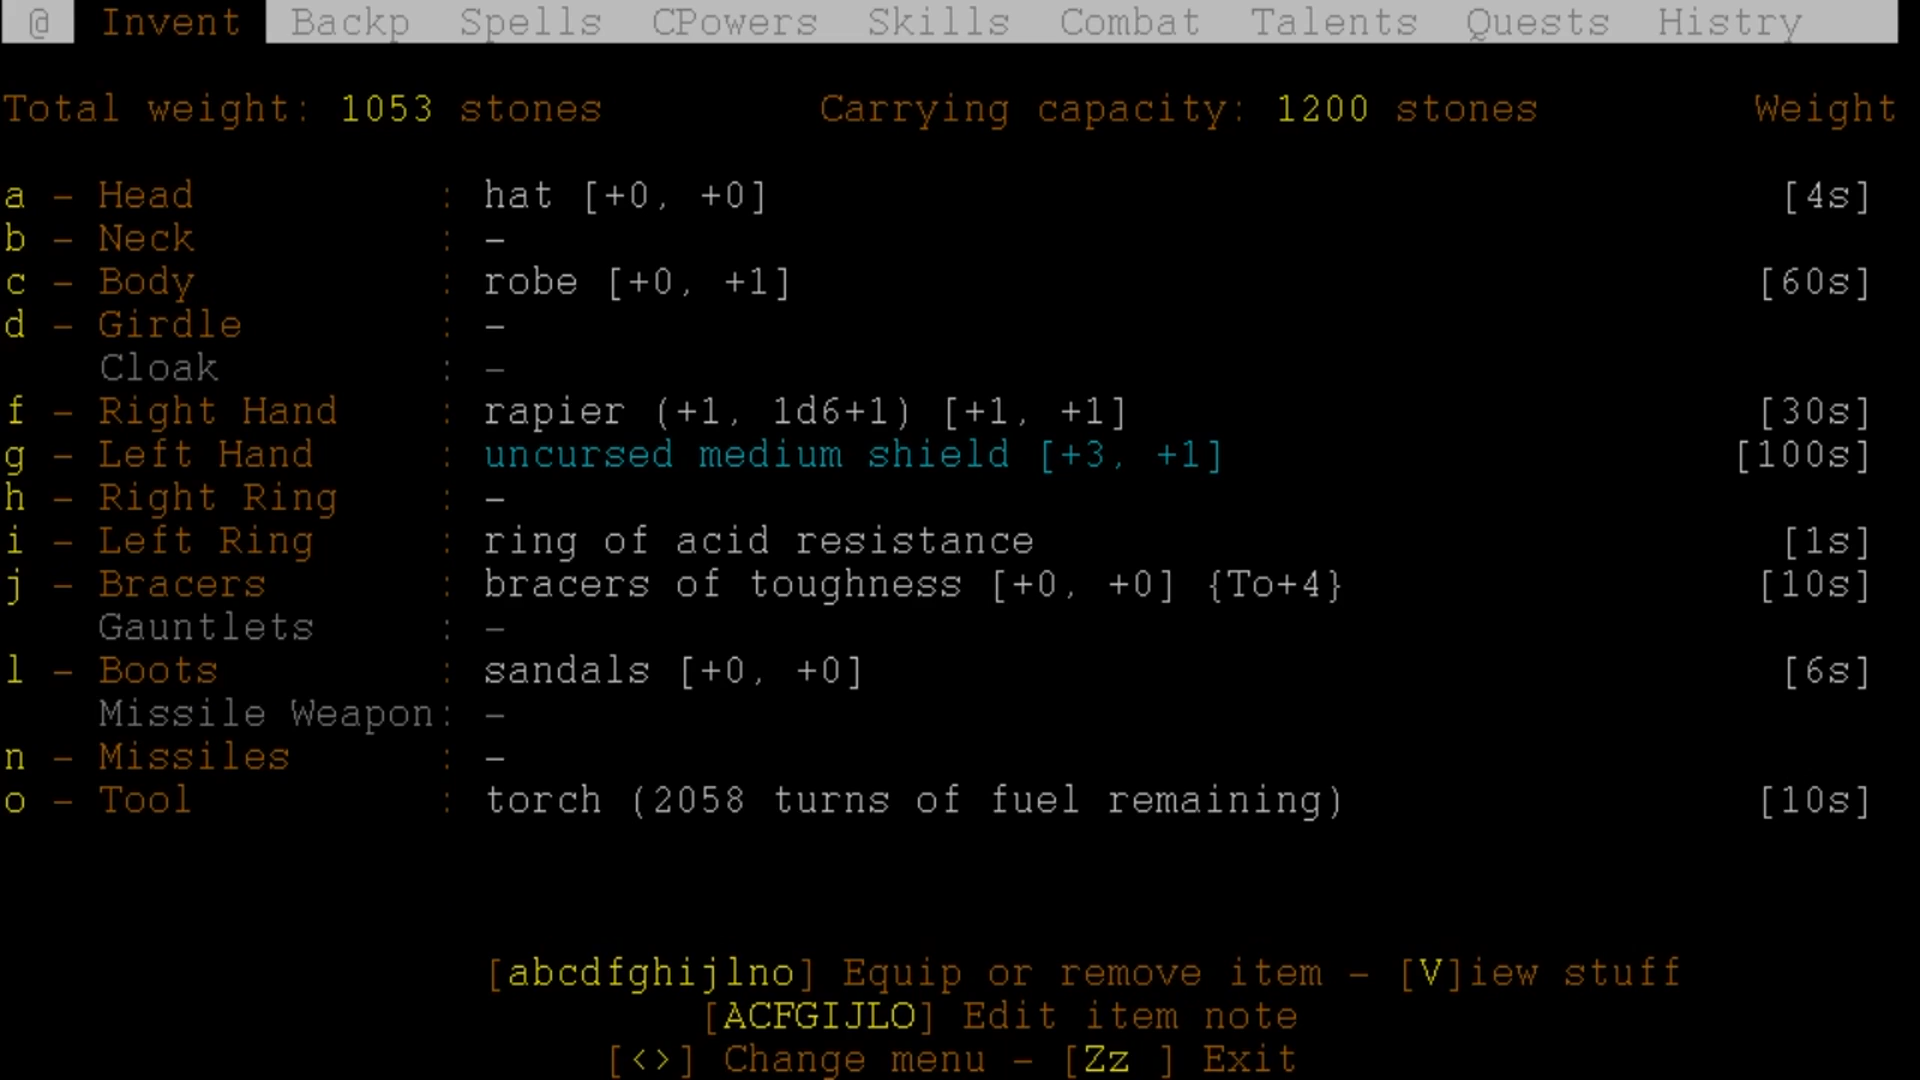 @ Invent Backp Spells CPowers Skills Combat Talents Quests Histry
Total weight: 1053 stones Carrying capacity: 1200 stones Weight
a - Head : hat [+0, +0] [4s]
b - Neck : -
c - Body : robe [+0, +1] [60s]
d - Girdle : -
Cloak : -
f - Right Hand : rapier (+1, 1d6+1) [+1, +1] [30s]
g - Left Hand : uncursed medium shield [+3, +1] [100s]
h - Right Ring : -
i - Left Ring : ring of acid resistance [1s]
j - Bracers : bracers of toughness [+0, +0] {To+4} [10s]
Gauntlets : -
l - Boots : sandals [+0, +0] [6s]
Missile Weapon: -
n - Missiles : -
o - Tool : torch (2058 turns of fuel remaining) [10s]
[abcdfghijlno] Equip or remove item - [V]iew stuff
[ACFGIJLO] Edit item note
[<>] Change menu - [Zz ] Exit